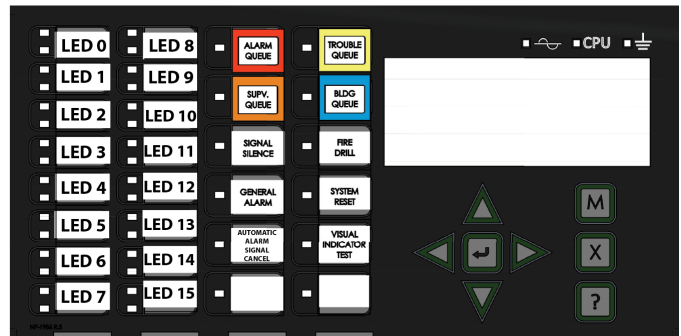 LED 0
LED 8
ALARM
QUEUE
TROUBLE
QUEUE
CPU
LED 1
LED 9
SUPV.
QUEUE
BLDG
QUEUE
LED 2
LED 10
LED 3
LED 11
SIGNAL
SILENCE
FIRE
DRILL
LED 4
LED 12
GENERAL
ALARM
SYSTEM
RESET
M
LED 5
LED 13
AUTOMATIC
ALARM
SIGNAL
CANCEL
VISUAL
INDICATOR
TEST
X
LED 6
LED 14
LED 7
LED 15
?